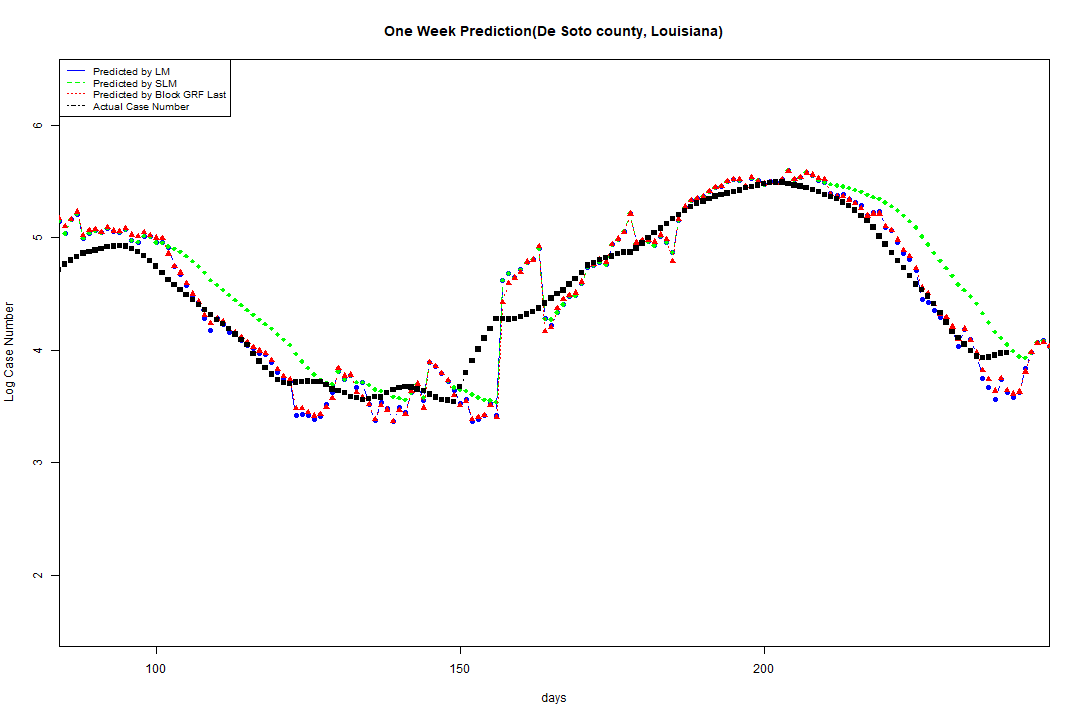 One Week Prediction(De Soto county, Louisiana)
Predicted by LM
Predicted by SLM
Predicted by Block GRF Last
Actual Case Number
6
5
4
3
2
Log Case Number
100 150 200
days